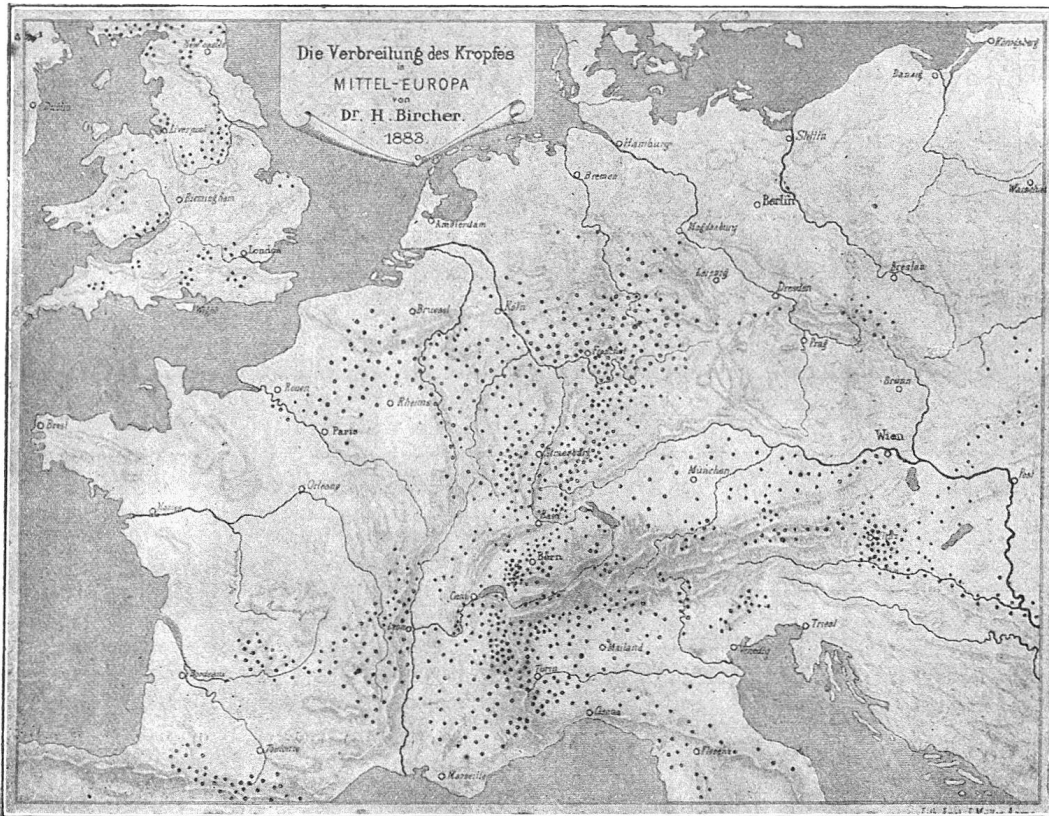 Die Verbreitung des Kropfes
in
MITTEL-EUROPA
von
Dr. H. Bircher.
1883.
Königsberg
Danzig
Dublin
Liverpool
Stettin
Hamburg
Bremen
Berlin
Birmingham
Amsterdam
Magdeburg
London
Leipzig
Breslau
Dresden
Brüssel
Köln
Prag
Rouen
Rheims
Brünn
Brest
Paris
Wien
Strassburg
München
Pest
Orleans
Nantes
Basel
Bern
Genf
Lyon
Triest
Mailand
Venedig
Bordeaux
Turin
Genua
Toulouse
Florenz
Marseille